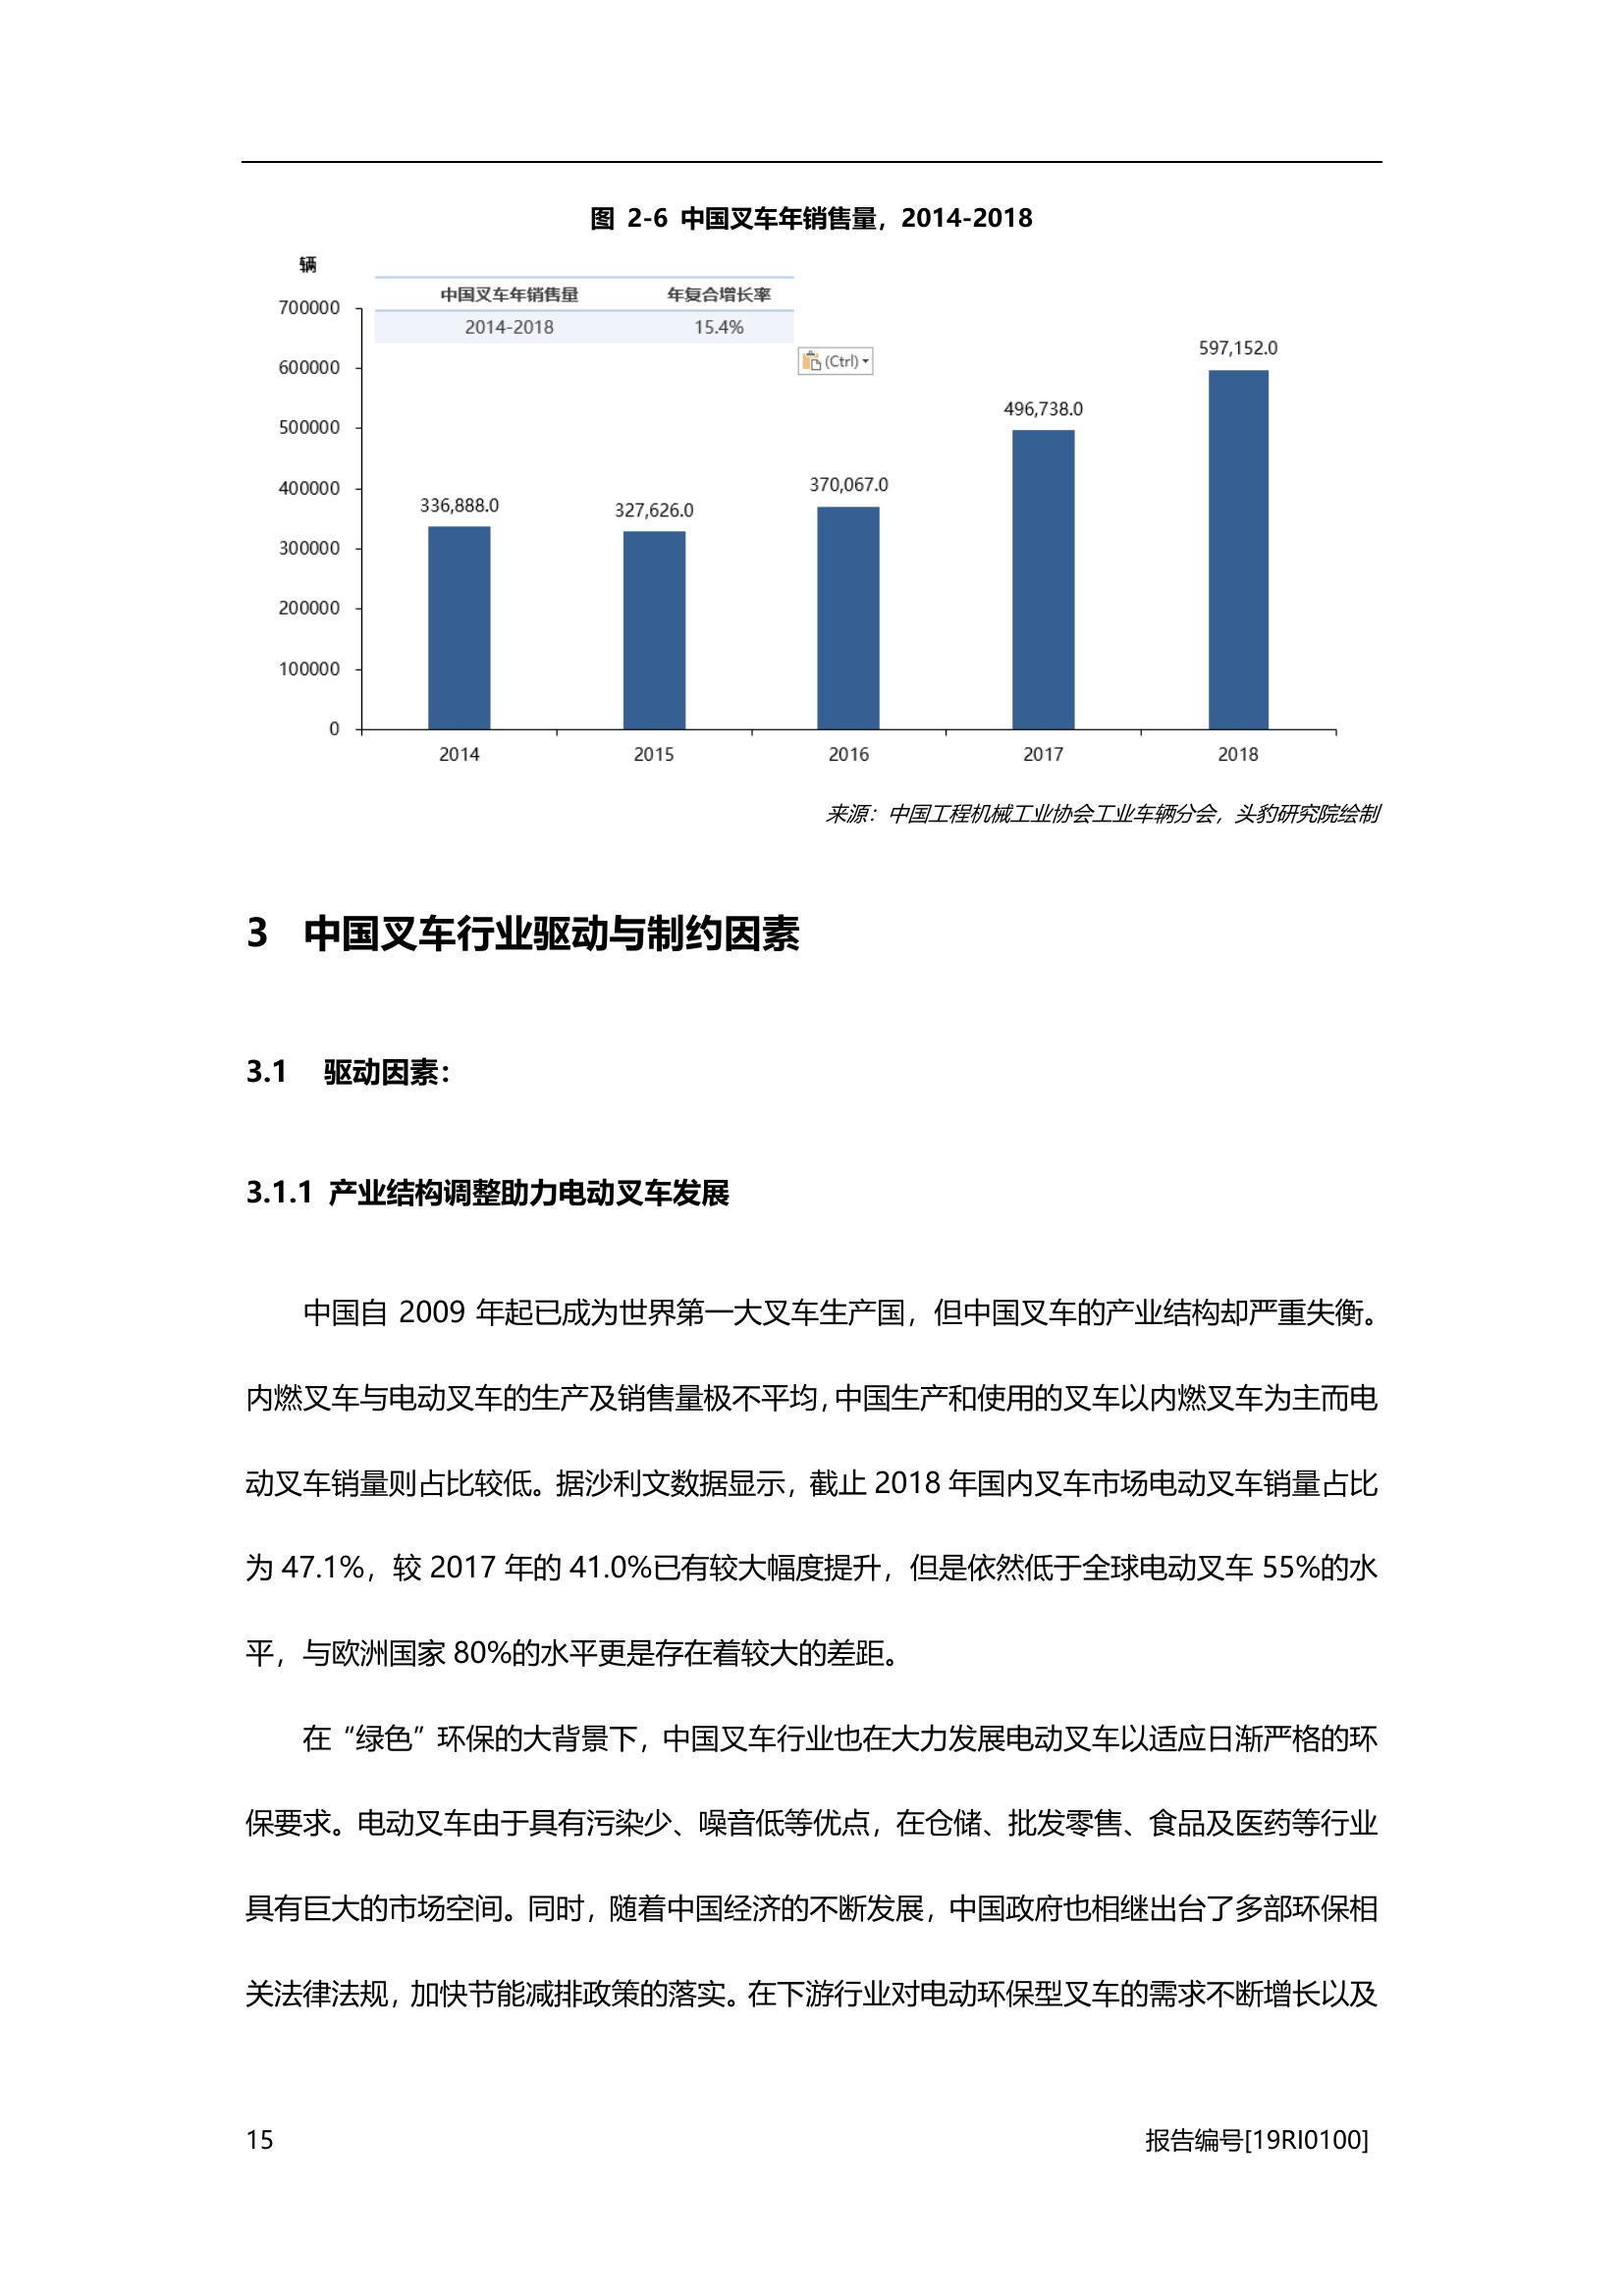 图 2-6 中国叉车年销售量，2014-2018
辆
中国叉车年销售量 年复合增长率
2014-2018 15.4%
(Ctrl)
700000
600000
500000
400000
300000
200000
100000
0
336,888.0
327,626.0
370,067.0
496,738.0
597,152.0
2014 2015 2016 2017 2018
来源：中国工程机械工业协会工业车辆分会，头豹研究院绘制
3 中国叉车行业驱动与制约因素
3.1 驱动因素：
3.1.1 产业结构调整助力电动叉车发展
中国自 2009 年起已成为世界第一大叉车生产国，但中国叉车的产业结构却严重失衡。
内燃叉车与电动叉车的生产及销售量极不平均，中国生产和使用的叉车以内燃叉车为主而电
动叉车销量则占比较低。据沙利文数据显示，截止 2018 年国内叉车市场电动叉车销量占比
为 47.1%，较 2017 年的 41.0%已有较大幅度提升，但是依然低于全球电动叉车 55%的水
平，与欧洲国家 80%的水平更是存在着较大的差距。
在“绿色”环保的大背景下，中国叉车行业也在大力发展电动叉车以适应日渐严格的环
保要求。电动叉车由于具有污染少、噪音低等优点，在仓储、批发零售、食品及医药等行业
具有巨大的市场空间。同时，随着中国经济的不断发展，中国政府也相继出台了多部环保相
关法律法规，加快节能减排政策的落实。在下游行业对电动环保型叉车的需求不断增长以及
15 报告编号[19RI0100]